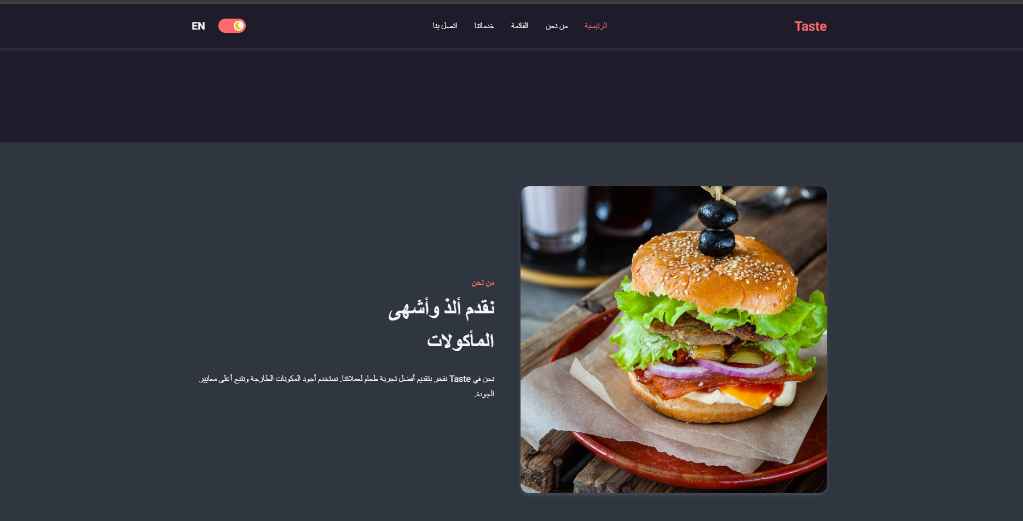 Taste
الرئيسية
من نحن
القائمة
خدماتنا
اتصل بنا
EN
من نحن
نقدم ألذ وأشهى
المأكولات
نحن في Taste نفخر بتقديم أفضل تجربة طعام لعملائنا. نستخدم أجود المكونات الطازجة ونتبع أعلى معايير
الجودة.